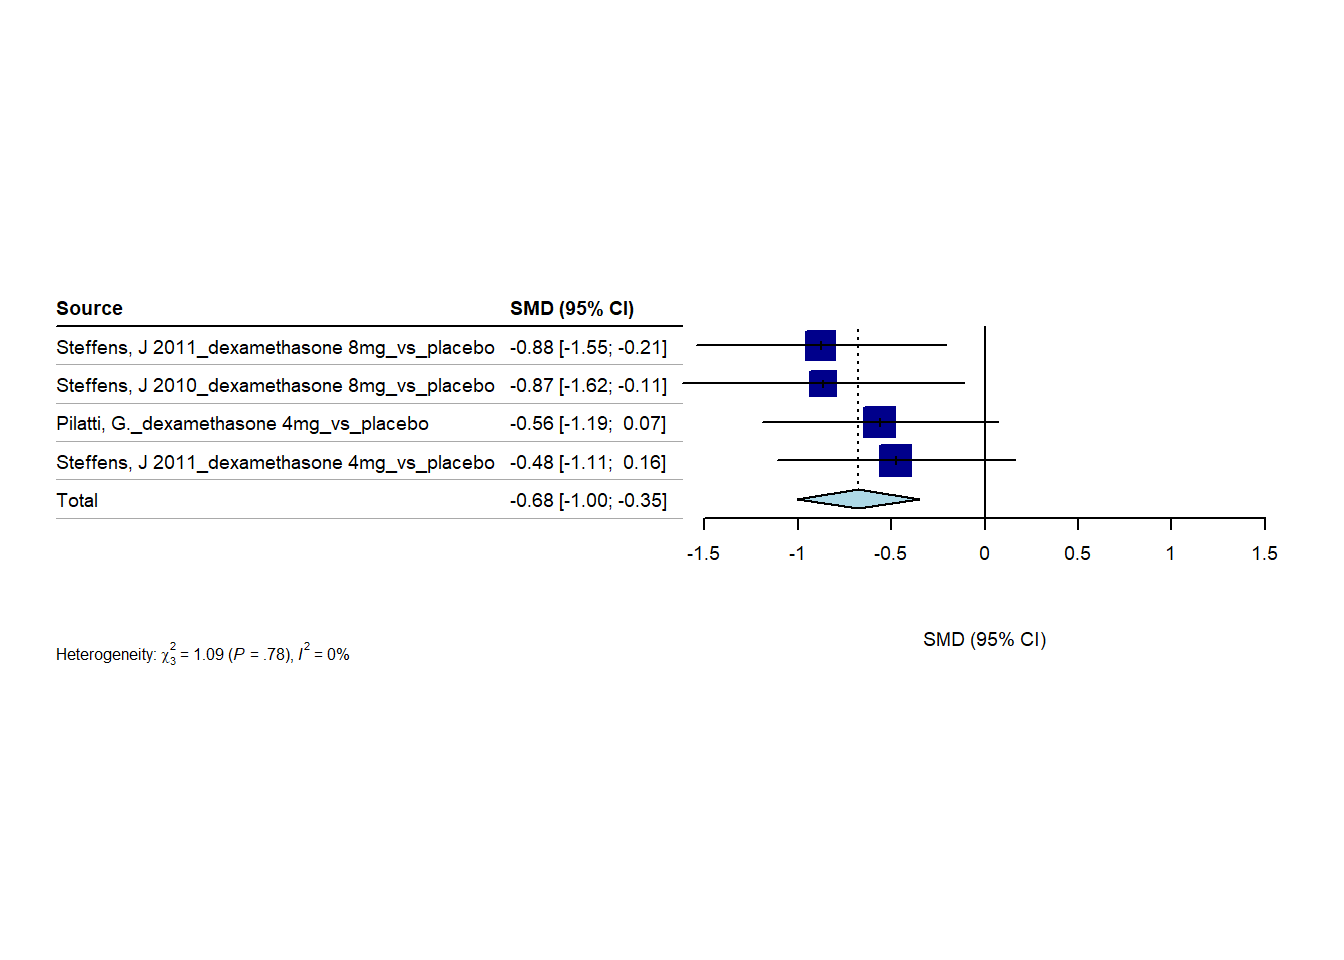 Source SMD (95% CI)
Steffens, J 2011_dexamethasone 8mg_vs_placebo -0.88 [-1.55; -0.21]
Steffens, J 2010_dexamethasone 8mg_vs_placebo -0.87 [-1.62; -0.11]
Pilatti, G._dexamethasone 4mg_vs_placebo -0.56 [-1.19; 0.07]
Steffens, J 2011_dexamethasone 4mg_vs_placebo -0.48 [-1.11; 0.16]
Total -0.68 [-1.00; -0.35]
-1.5 -1 -0.5 0 0.5 1 1.5
SMD (95% CI)
Heterogeneity: χ²₃ = 1.09 (P = .78), I² = 0%